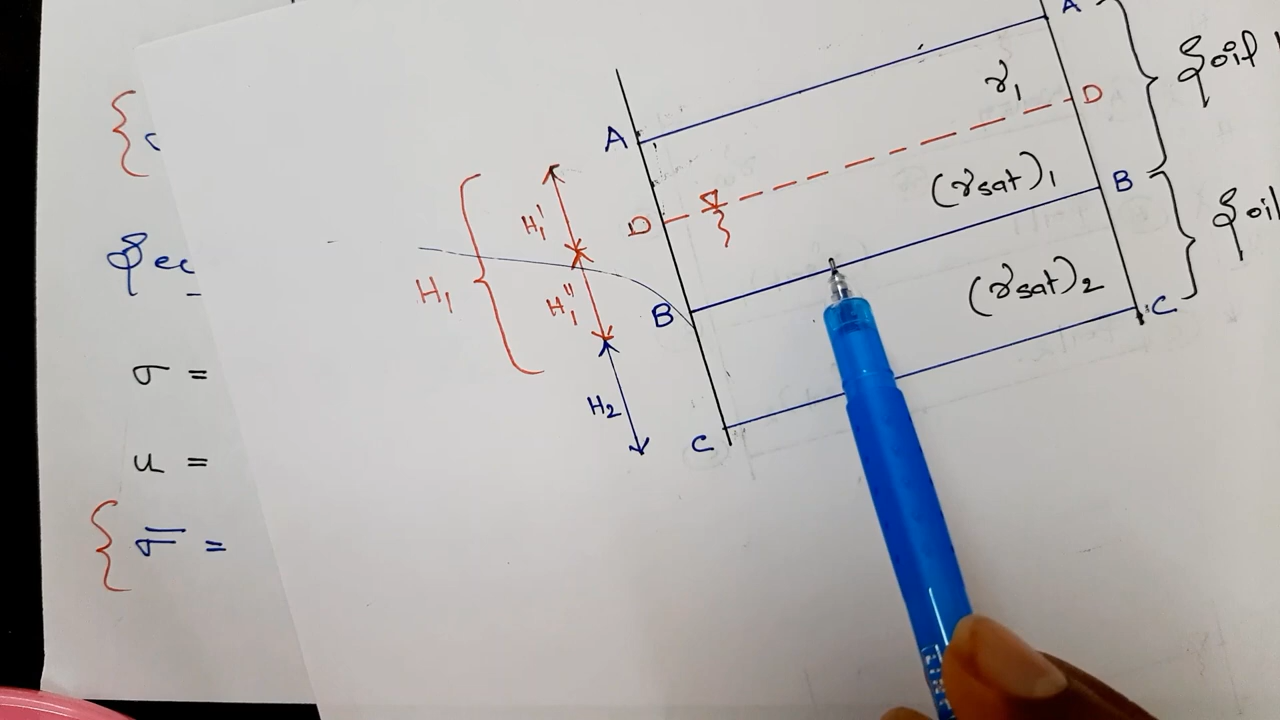 A
A
γ₁
D
Soil
H₁'
D
(γsat)₁
B
H₁
H₁"
B
(γsat)₂
Soil
C
H₂
C
σ =
u =
σ̄ =